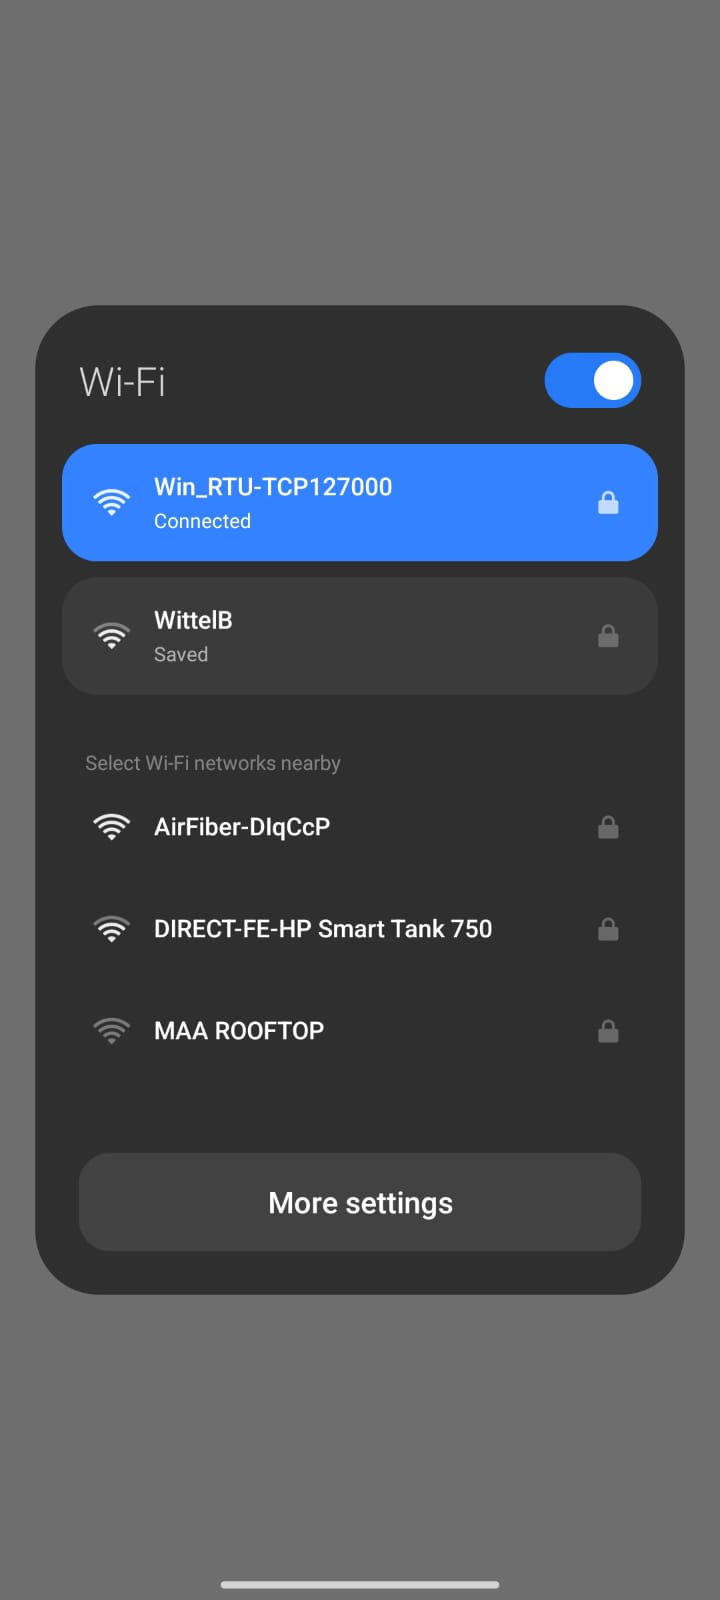 Wi-Fi
Win_RTU-TCP127000
Connected
WittelB
Saved
Select Wi-Fi networks nearby
AirFiber-DIqCcP
DIRECT-FE-HP Smart Tank 750
MAA ROOFTOP
More settings